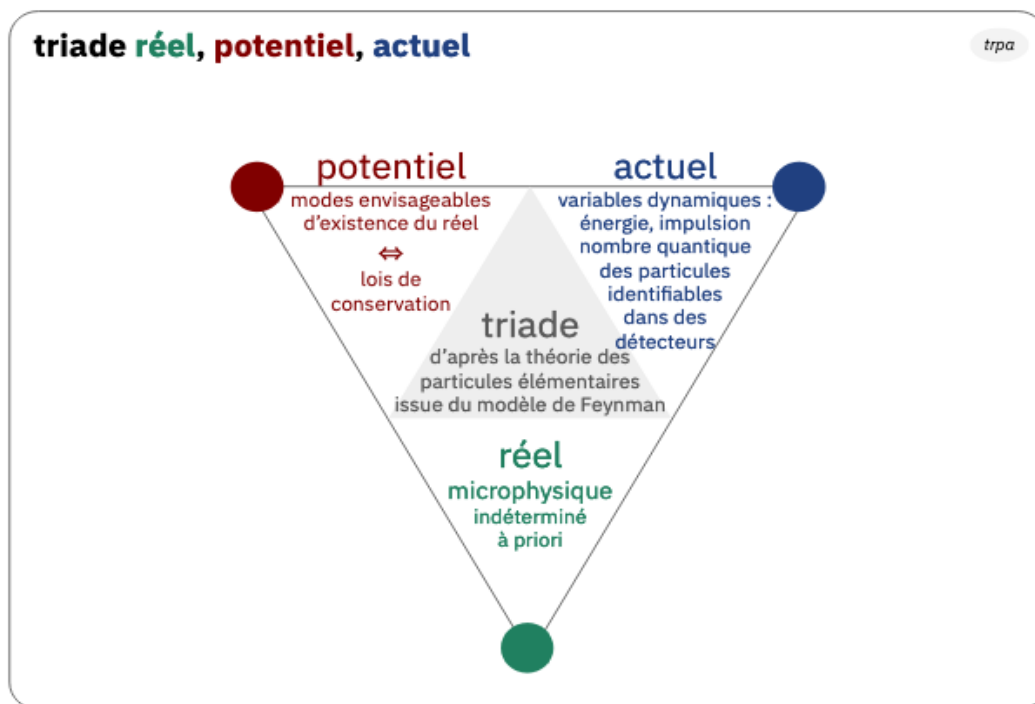 triade réel, potentiel, actuel
trpa
potentiel
modes envisageables
d'existence du réel
⇔
lois de
conservation
actuel
variables dynamiques :
énergie, impulsion
nombre quantique
des particules
identifiables
dans des
détecteurs
triade
d'après la théorie des
particules élémentaires
issue du modèle de Feynman
réel
microphysique
indéterminé
à priori